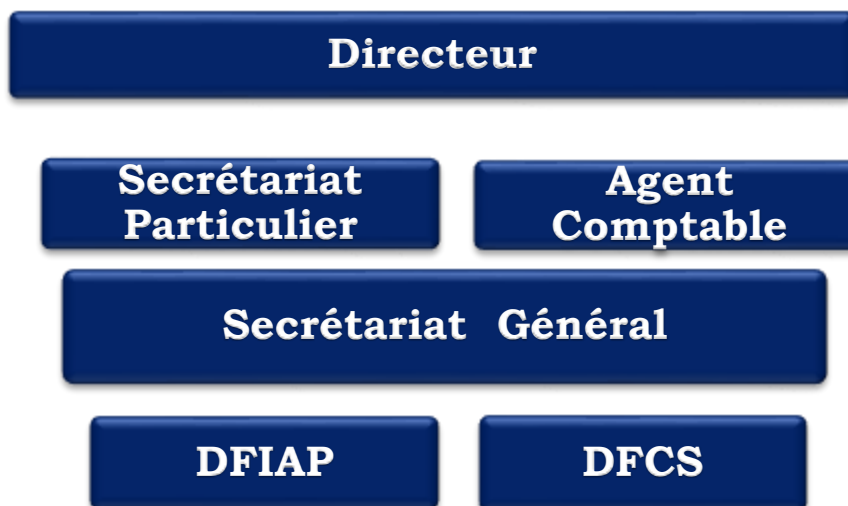 Directeur
Secrétariat
Particulier
Agent
Comptable
Secrétariat Général
DFIAP
DFCS